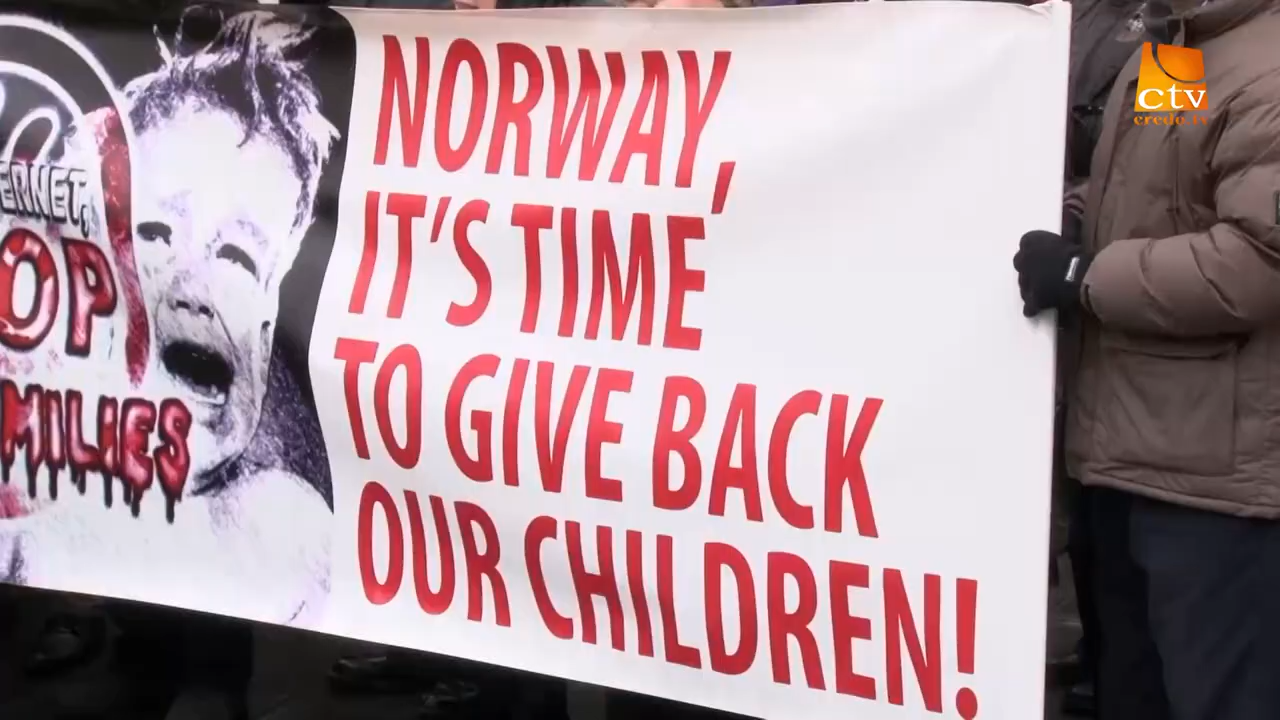 NORWAY,
IT'S TIME
TO GIVE BACK
OUR CHILDREN!
ctv
credo tv